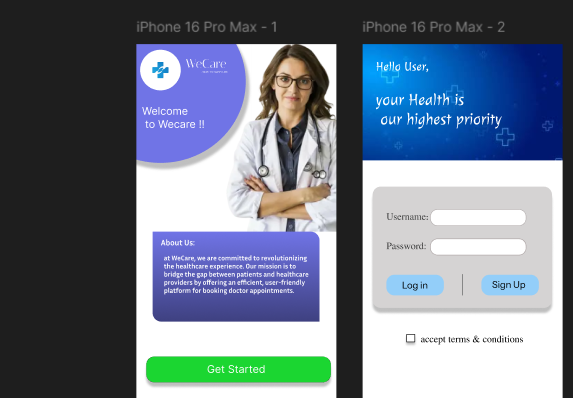 iPhone 16 Pro Max - 1
iPhone 16 Pro Max - 2
WeCare
Welcome
to Wecare !!
About Us:
at WeCare, we are committed to revolutionizing
the healthcare experience. Our mission is to
bridge the gap between patients and healthcare
providers by offering an efficient, user-friendly
platform for booking doctor appointments.
Get Started
Hello User,
your Health is
our highest priority
Username:
Password:
Log in
Sign Up
accept terms & conditions